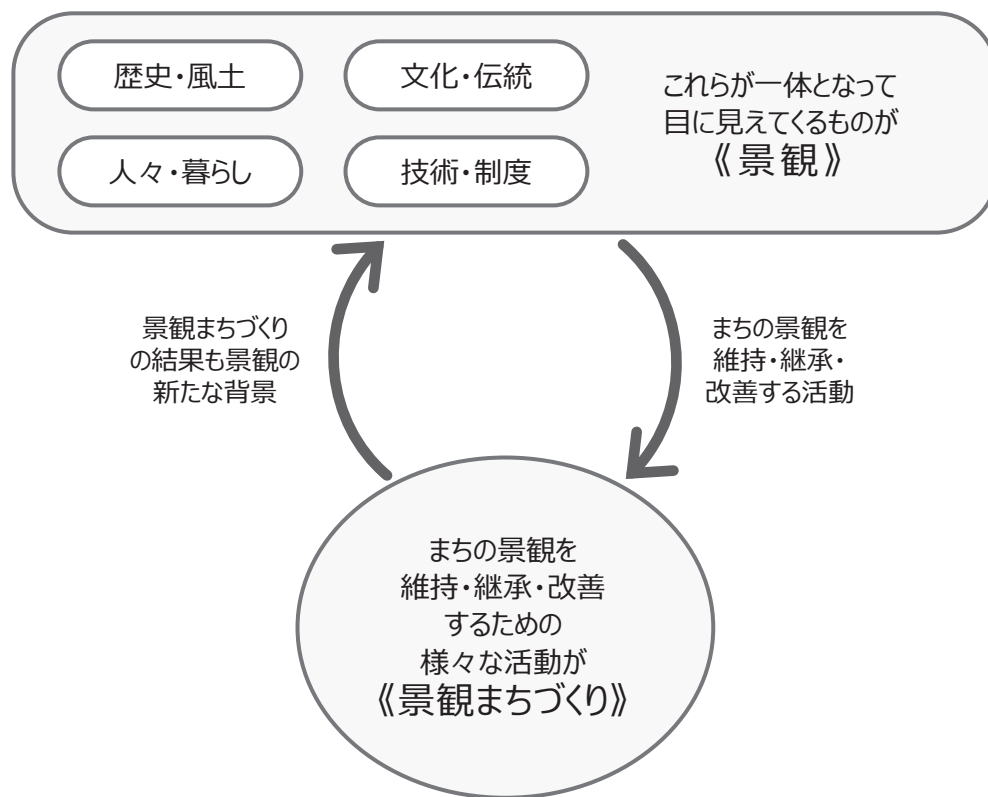 歴史・風土
文化・伝統
人々・暮らし
技術・制度
これらが一体となって
目に見えてくるものが
《景観》
景観まちづくり
の結果も景観の
新たな背景
まちの景観を
維持・継承・
改善する活動
まちの景観を
維持・継承・改善
するための
様々な活動が
《景観まちづくり》